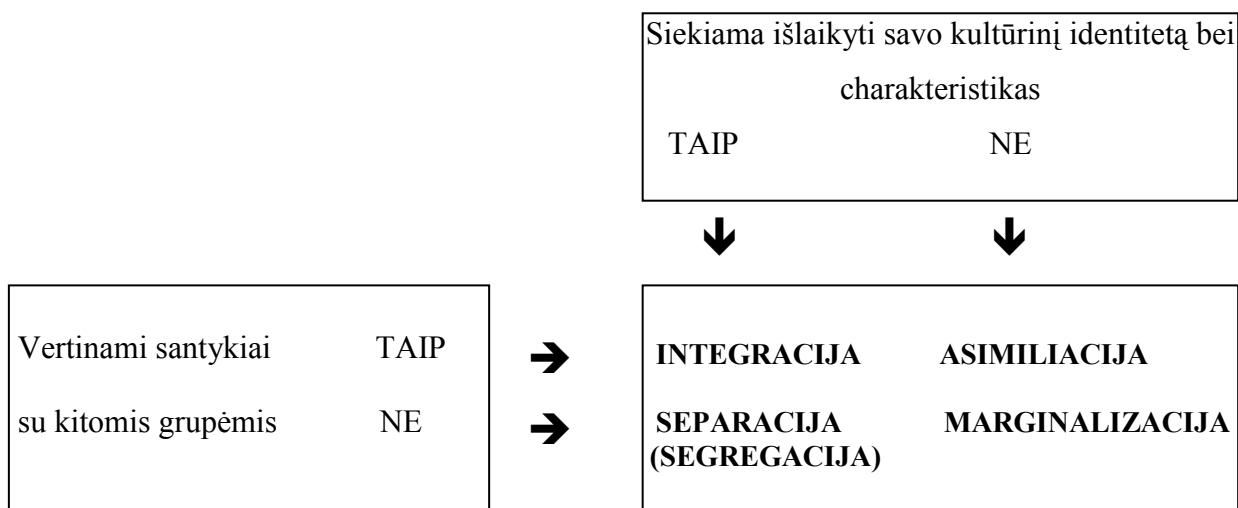 Siekiama išlaikyti savo kultūrinį identitetą bei
charakteristikas
TAIP NE
Vertinami santykiai TAIP
su kitomis grupėmis NE
INTEGRACIJA ASIMILIACIJA
SEPARACIJA MARGINALIZACIJA
(SEGREGACIJA)